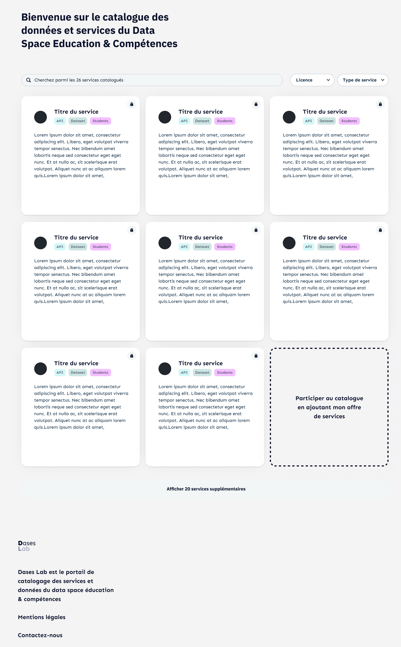 Bienvenue sur le catalogue des
données et services du Data
Space Education & Compétences
Cherchez parmi les 26 services catalogués
Licence
Type de service
Titre du service
API Dataset Students
Lorem ipsum dolor sit amet, consectetur
adipiscing elit. Libero, eget volutpat viverra
tempor senectus. Nec bibendum amet
lobortis neque sed consectetur eget eget
nunc. Et at nulla ac, sit scelerisque erat
volutpat. Aliquet nunc at ac aliquam lorem
quis.Lorem ipsum dolor sit amet,
Titre du service
API Dataset Students
Lorem ipsum dolor sit amet, consectetur
adipiscing elit. Libero, eget volutpat viverra
tempor senectus. Nec bibendum amet
lobortis neque sed consectetur eget eget
nunc. Et at nulla ac, sit scelerisque erat
volutpat. Aliquet nunc at ac aliquam lorem
quis.Lorem ipsum dolor sit amet,
Titre du service
API Dataset Students
Lorem ipsum dolor sit amet, consectetur
adipiscing elit. Libero, eget volutpat viverra
tempor senectus. Nec bibendum amet
lobortis neque sed consectetur eget eget
nunc. Et at nulla ac, sit scelerisque erat
volutpat. Aliquet nunc at ac aliquam lorem
quis.Lorem ipsum dolor sit amet,
Titre du service
API Dataset Students
Lorem ipsum dolor sit amet, consectetur
adipiscing elit. Libero, eget volutpat viverra
tempor senectus. Nec bibendum amet
lobortis neque sed consectetur eget eget
nunc. Et at nulla ac, sit scelerisque erat
volutpat. Aliquet nunc at ac aliquam lorem
quis.Lorem ipsum dolor sit amet,
Titre du service
API Dataset Students
Lorem ipsum dolor sit amet, consectetur
adipiscing elit. Libero, eget volutpat viverra
tempor senectus. Nec bibendum amet
lobortis neque sed consectetur eget eget
nunc. Et at nulla ac, sit scelerisque erat
volutpat. Aliquet nunc at ac aliquam lorem
quis.Lorem ipsum dolor sit amet,
Titre du service
API Dataset Students
Lorem ipsum dolor sit amet, consectetur
adipiscing elit. Libero, eget volutpat viverra
tempor senectus. Nec bibendum amet
lobortis neque sed consectetur eget eget
nunc. Et at nulla ac, sit scelerisque erat
volutpat. Aliquet nunc at ac aliquam lorem
quis.Lorem ipsum dolor sit amet,
Titre du service
API Dataset Students
Lorem ipsum dolor sit amet, consectetur
adipiscing elit. Libero, eget volutpat viverra
tempor senectus. Nec bibendum amet
lobortis neque sed consectetur eget eget
nunc. Et at nulla ac, sit scelerisque erat
volutpat. Aliquet nunc at ac aliquam lorem
quis.Lorem ipsum dolor sit amet,
Titre du service
API Dataset Students
Lorem ipsum dolor sit amet, consectetur
adipiscing elit. Libero, eget volutpat viverra
tempor senectus. Nec bibendum amet
lobortis neque sed consectetur eget eget
nunc. Et at nulla ac, sit scelerisque erat
volutpat. Aliquet nunc at ac aliquam lorem
quis.Lorem ipsum dolor sit amet,
Participer au catalogue
en ajoutant mon offre
de services
Afficher 20 services supplémentaires
Dases
Lab
Dases Lab est le portail de
catalogage des services et
données du data space éducation
& compétences
Mentions légales
Contactez-nous